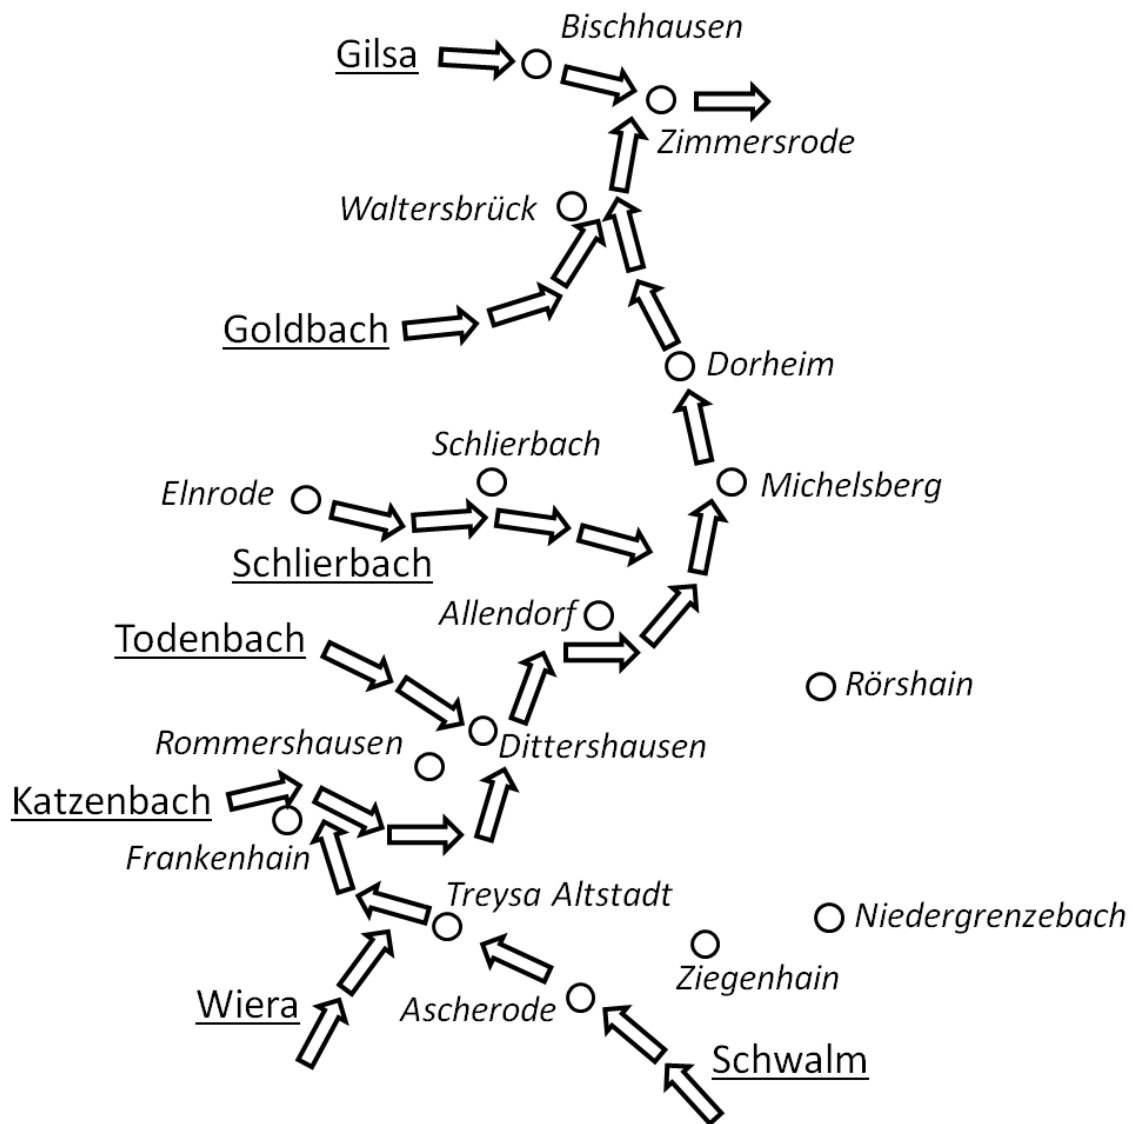 Bischhausen
Gilsa
Zimmersrode
Waltersbrück
Goldbach
Dorheim
Schlierbach
Elnrode
Michelsberg
Schlierbach
Allendorf
Todenbach
Rörshain
Rommershausen
Dittershausen
Katzenbach
Frankenhain
Treysa Altstadt
Niedergrenzebach
Ziegenhain
Wiera
Ascherode
Schwalm